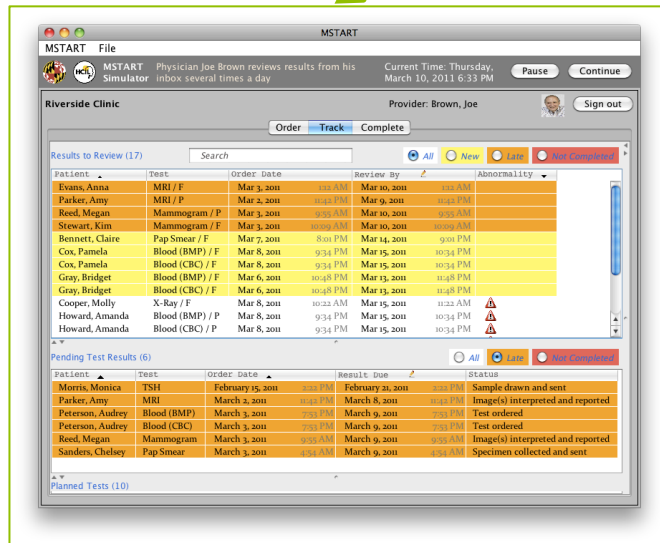 MSTART
MSTART File
HCIL MSTART Physician Joe Brown reviews results from his Current Time: Thursday, Pause Continue
Simulator inbox several times a day March 10, 2011 6:33 PM
Riverside Clinic Provider: Brown, Joe Sign out
Order Track Complete
Results to Review (17) Search All New Late Not Completed
Patient Test Order Date Review By Abnormality
Evans, Anna MRI / F Mar 3, 2011 1:12 AM Mar 10, 2011 1:12 AM
Parker, Amy MRI / P Mar 2, 2011 11:42 PM Mar 9, 2011 11:42 PM
Reed, Megan Mammogram / P Mar 3, 2011 9:55 AM Mar 10, 2011 9:55 AM
Stewart, Kim Mammogram / F Mar 3, 2011 10:09 AM Mar 10, 2011 10:09 AM
Bennett, Claire Pap Smear / F Mar 7, 2011 8:01 PM Mar 14, 2011 9:01 PM
Cox, Pamela Blood (BMP) / F Mar 8, 2011 9:34 PM Mar 15, 2011 10:34 PM
Cox, Pamela Blood (CBC) / F Mar 8, 2011 9:34 PM Mar 15, 2011 10:34 PM
Gray, Bridget Blood (BMP) / F Mar 6, 2011 10:48 PM Mar 13, 2011 11:48 PM
Gray, Bridget Blood (CBC) / F Mar 6, 2011 10:48 PM Mar 13, 2011 11:48 PM
Cooper, Molly X-Ray / F Mar 8, 2011 10:22 AM Mar 15, 2011 11:22 AM
Howard, Amanda Blood (BMP) / P Mar 8, 2011 9:34 PM Mar 15, 2011 10:34 PM
Howard, Amanda Blood (CBC) / P Mar 8, 2011 9:34 PM Mar 15, 2011 10:34 PM
Pending Test Results (6) All Late Not Completed
Patient Test Order Date Result Due Status
Morris, Monica TSH February 15, 2011 2:22 PM February 21, 2011 2:22 PM Sample drawn and sent
Parker, Amy MRI March 2, 2011 11:42 PM March 8, 2011 11:42 PM Image(s) interpreted and reported
Peterson, Audrey Blood (BMP) March 3, 2011 7:53 PM March 9, 2011 7:53 PM Test ordered
Peterson, Audrey Blood (CBC) March 3, 2011 7:53 PM March 9, 2011 7:53 PM Test ordered
Reed, Megan Mammogram March 3, 2011 9:55 AM March 9, 2011 9:55 AM Image(s) interpreted and reported
Sanders, Chelsey Pap Smear March 3, 2011 4:54 AM March 9, 2011 4:54 AM Specimen collected and sent
Planned Tests (10)